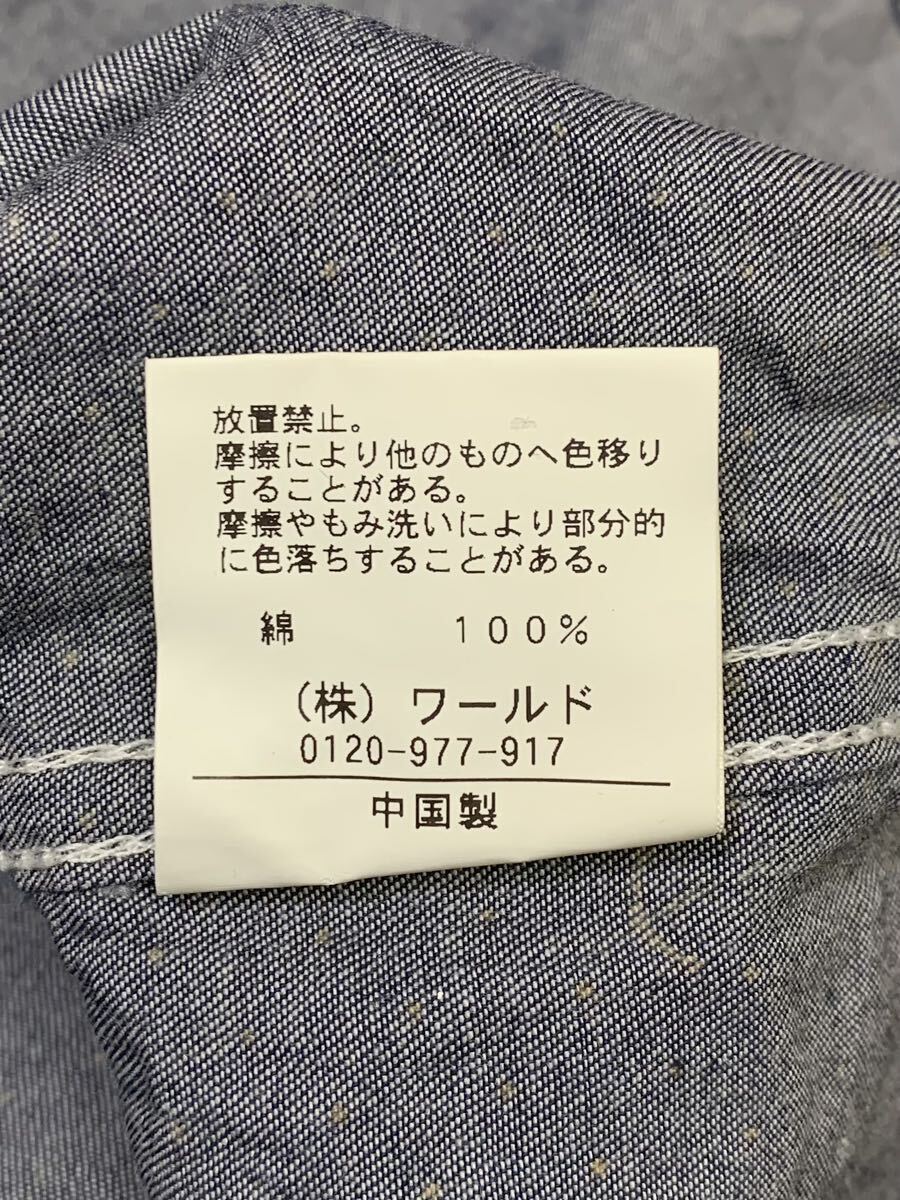 放置禁止。
摩擦により他のものへ色移り
することがある。
摩擦やもみ洗いにより部分的
に色落ちすることがある。
綿 100%
(株)ワールド
0120-977-917
中国製